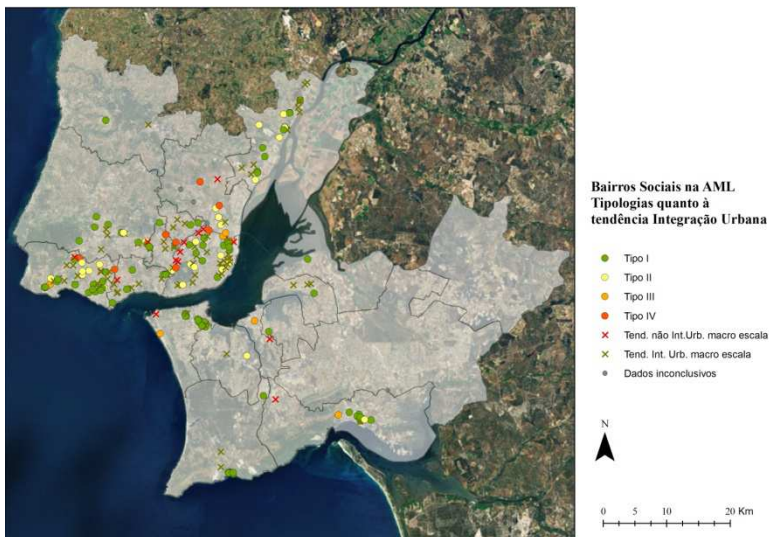 Bairros Sociais na AML
Tipologias quanto à
tendência Integração Urbana
Tipo I
Tipo II
Tipo III
Tipo IV
Tend. não Int.Urb. macro escala
Tend. Int. Urb. macro escala
Dados inconclusivos
N
0 5 10 20 Km